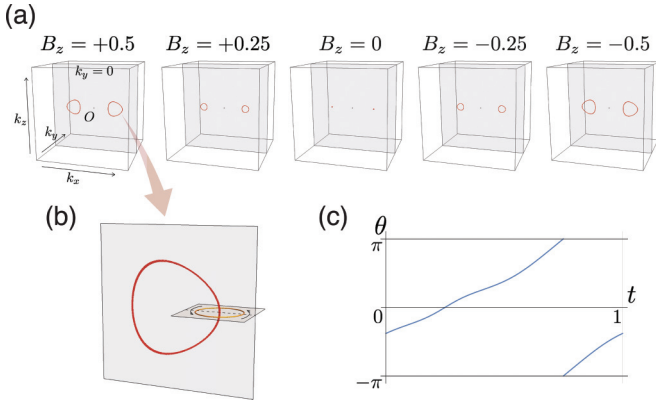 (a)
B_z = +0.5 B_z = +0.25 B_z = 0 B_z = −0.25 B_z = −0.5
k_y = 0
k_z
O
k_y
k_x
(b)
(c)
θ
π
t
0
1
−π